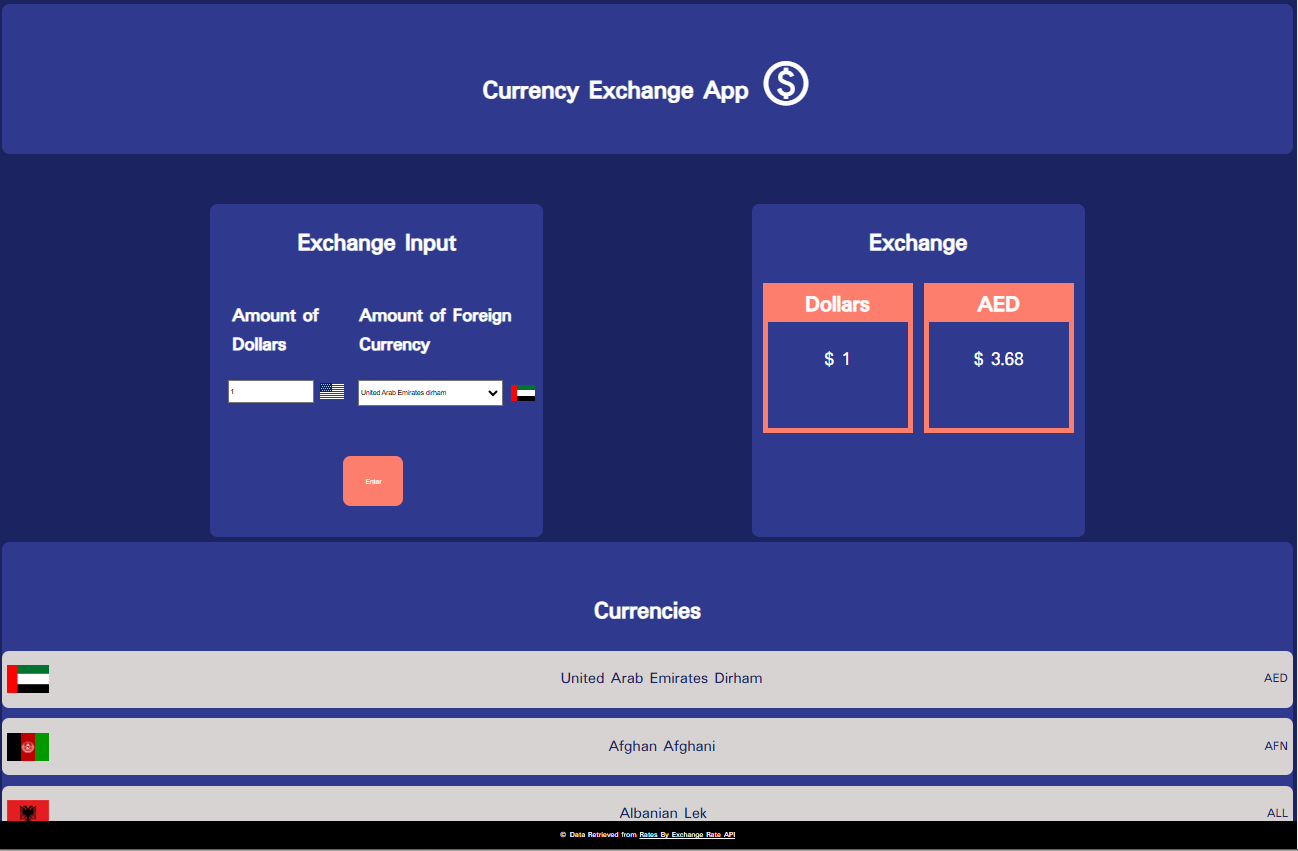 Currency Exchange App $
Exchange Input
Amount of
Dollars
Amount of Foreign
Currency
1
United Arab Emirates dirham
Enter
Exchange
Dollars
AED
$ 1
$ 3.68
Currencies
United Arab Emirates Dirham
AED
Afghan Afghani
AFN
Albanian Lek
ALL
© Data Retrieved from Rates By Exchange Rate API